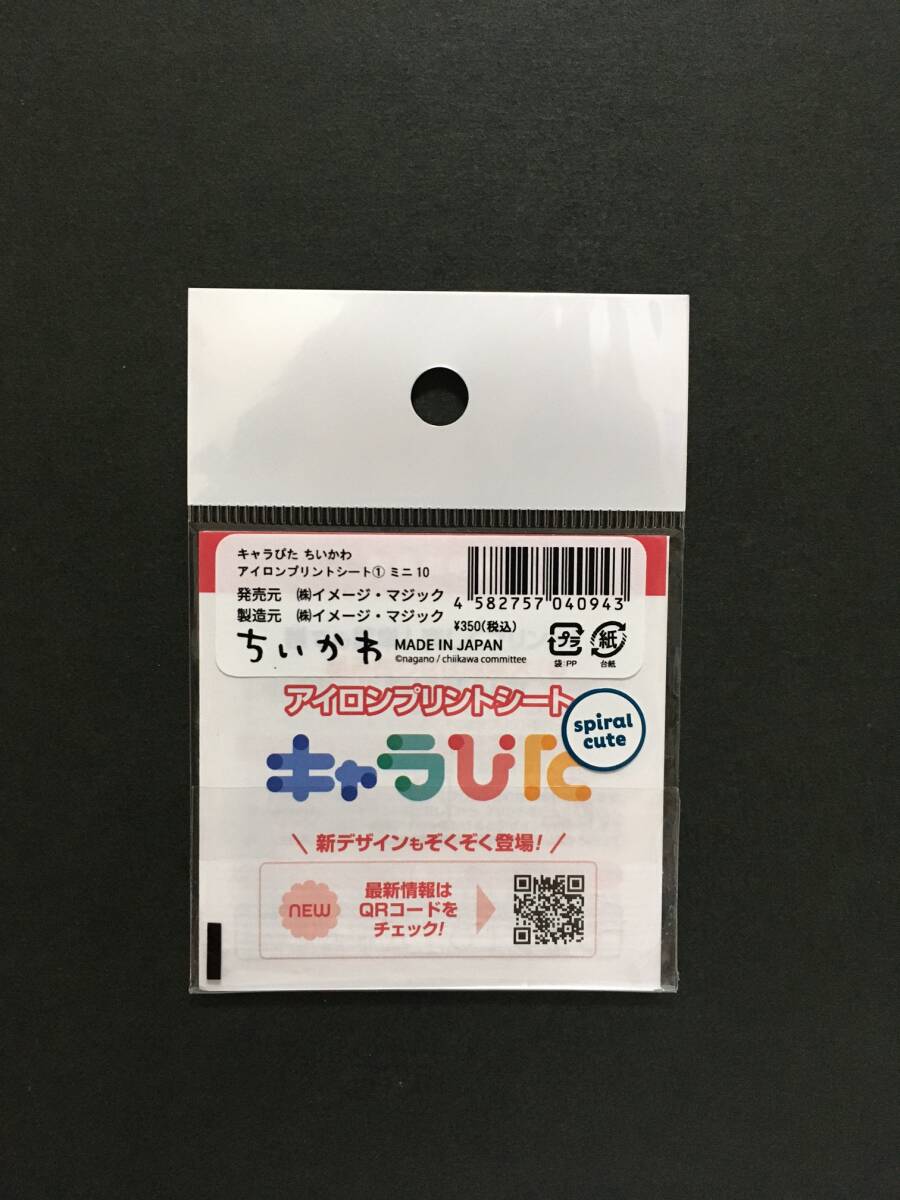 キャラぴた ちいかわ
アイロンプリントシート① ミニ 10
発売元 ㈱イメージ・マジック
製造元 ㈱イメージ・マジック
4 582757 040943
¥350(税込)
ちいかわ
MADE IN JAPAN
©nagano / chiikawa committee
プラ
袋:PP
紙
台紙
アイロンプリントシート
spiral
cute
キャラぴた
\ 新デザインもぞくぞく登場! /
NEW
最新情報は
QRコードを
チェック!